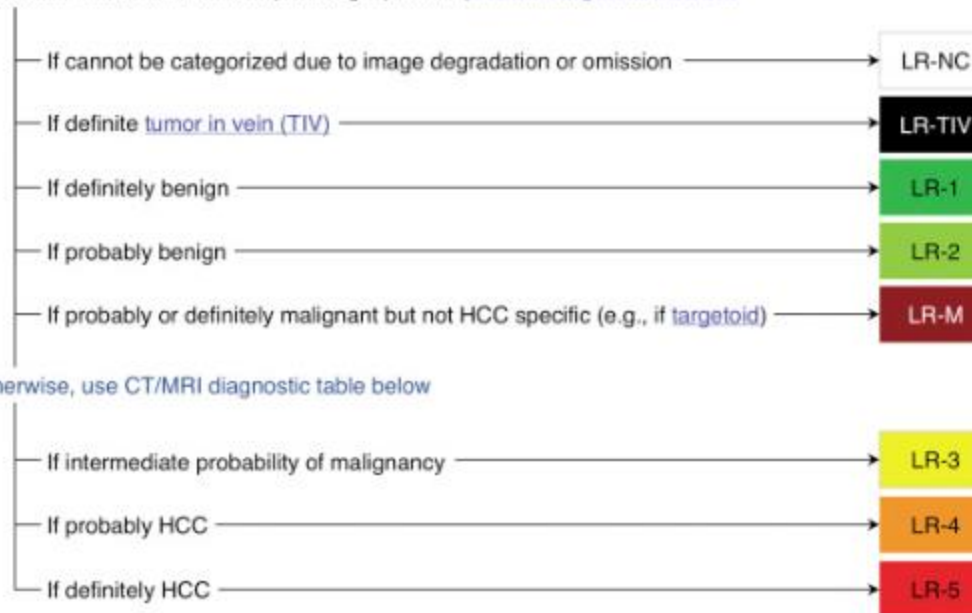 If cannot be categorized due to image degradation or omission LR-NC
If definite tumor in vein (TIV) LR-TIV
If definitely benign LR-1
If probably benign LR-2
If probably or definitely malignant but not HCC specific (e.g., if targetoid) LR-M
use CT/MRI diagnostic table below
If intermediate probability of malignancy LR-3
If probably HCC LR-4
If definitely HCC LR-5